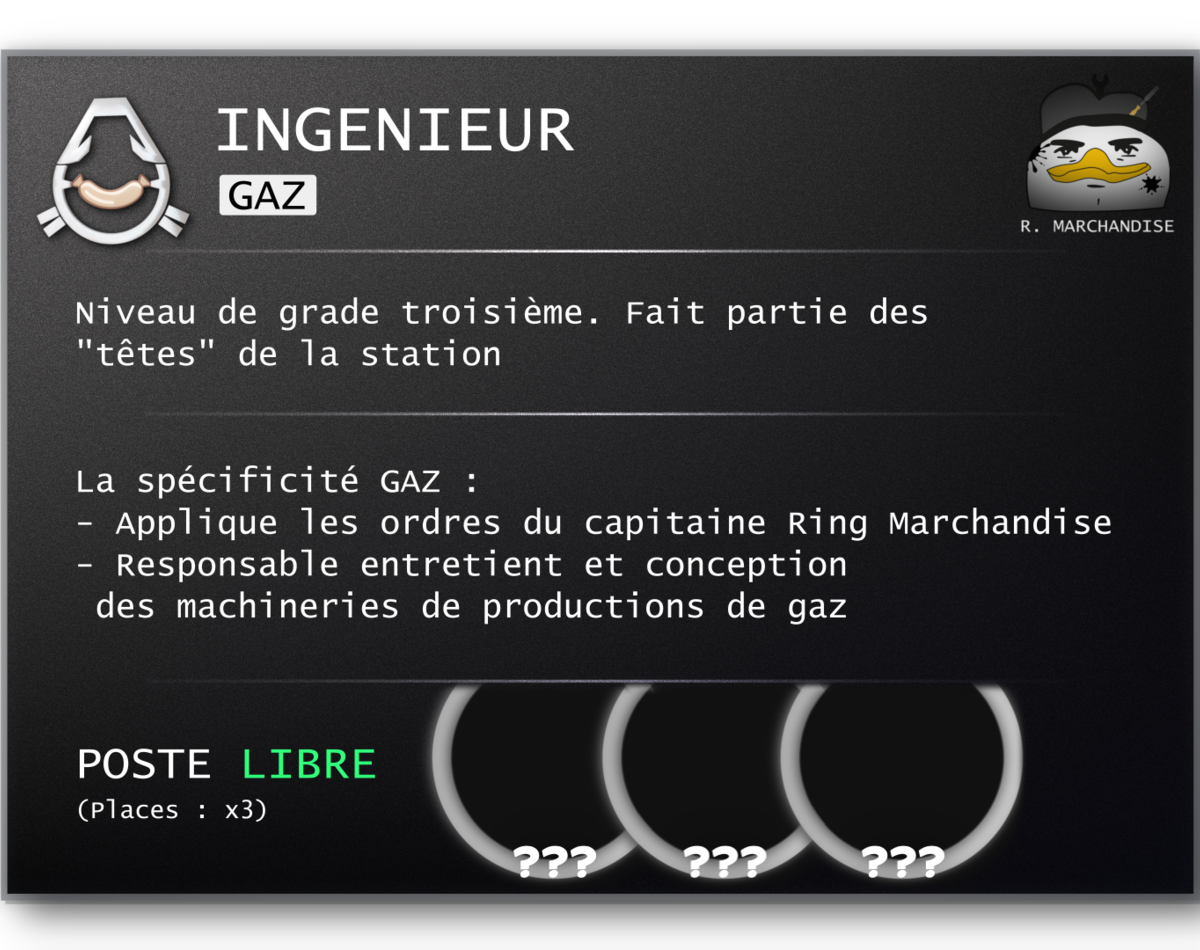 INGENIEUR
GAZ
R. MARCHANDISE
Niveau de grade troisième. Fait partie des
"têtes" de la station
La spécificité GAZ :
- Applique les ordres du capitaine Ring Marchandise
- Responsable entretient et conception
des machineries de productions de gaz
POSTE LIBRE
(Places : x3)
??? ??? ???